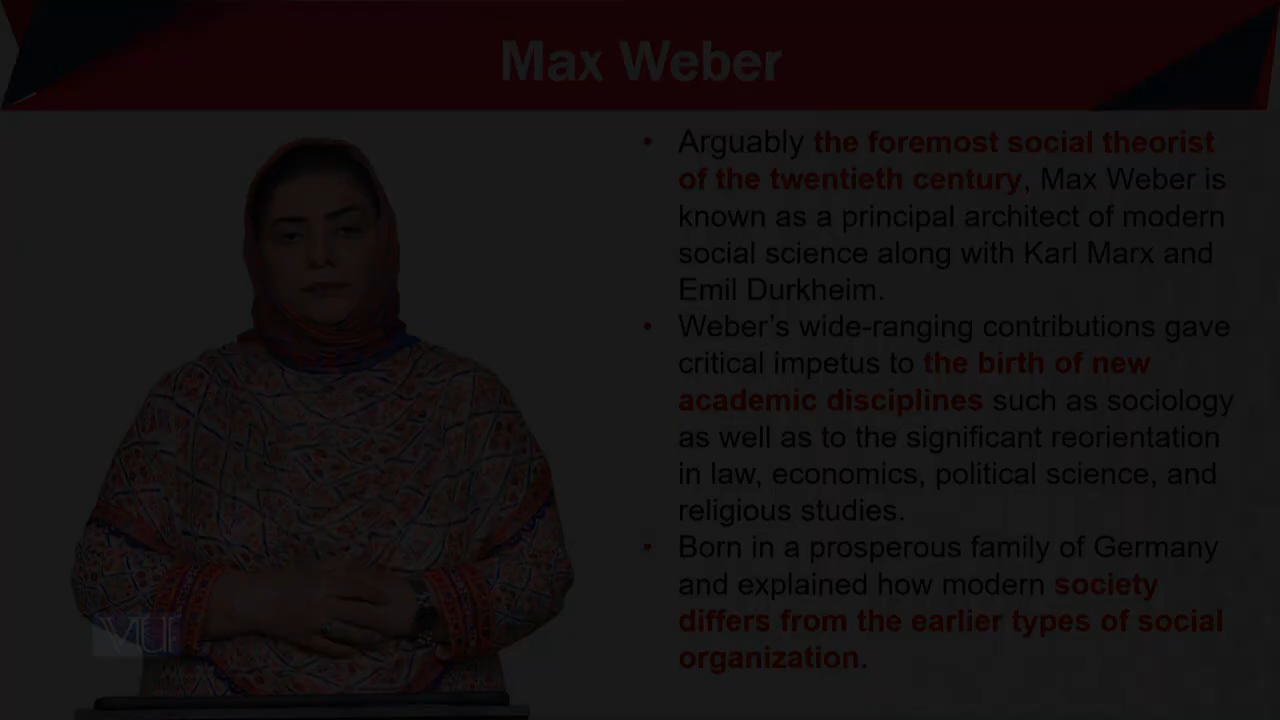 Max Weber
• Arguably the foremost social theorist
of the twentieth century, Max Weber is
known as a principal architect of modern
social science along with Karl Marx and
Emil Durkheim.
• Weber’s wide-ranging contributions gave
critical impetus to the birth of new
academic disciplines such as sociology
as well as to the significant reorientation
in law, economics, political science, and
religious studies.
• Born in a prosperous family of Germany
and explained how modern society
differs from the earlier types of social
organization.
VU